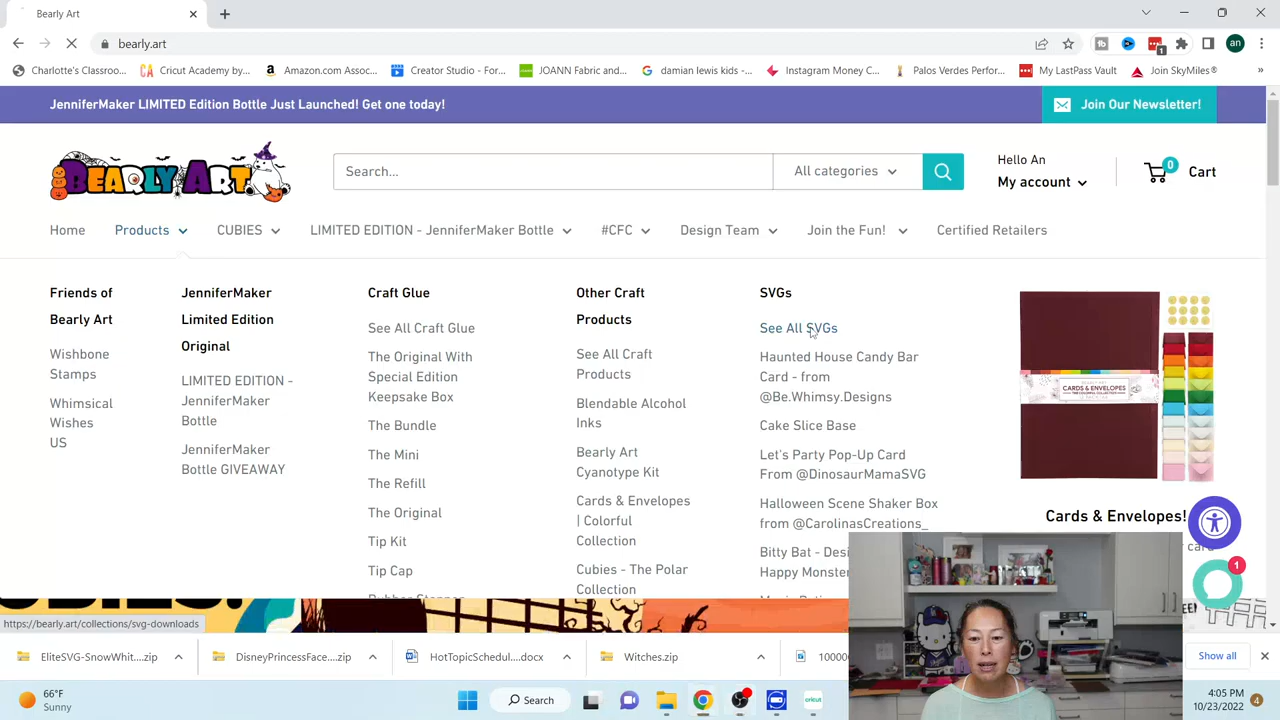 Bearly Art
bearly.art
Charlotte's Classroo...
Cricut Academy by...
Amazon.com Assoc...
Creator Studio - For...
JOANN Fabric and...
damian lewis kids -...
Instagram Money C...
Palos Verdes Perfor...
My LastPass Vault
Join SkyMiles®
JenniferMaker LIMITED Edition Bottle Just Launched! Get one today!
Join Our Newsletter!
BEARLY ART
Search...
All categories
Hello An
My account
0
Cart
Home
Products
CUBIES
LIMITED EDITION - JenniferMaker Bottle
#CFC
Design Team
Join the Fun!
Certified Retailers
Friends of
Bearly Art
Wishbone
Stamps
Whimsical
Wishes
US
JenniferMaker
Limited Edition
Original
LIMITED EDITION -
JenniferMaker
Bottle
JenniferMaker
Bottle GIVEAWAY
Craft Glue
See All Craft Glue
The Original With
Special Edition
Keepsake Box
The Bundle
The Mini
The Refill
The Original
Tip Kit
Tip Cap
Other Craft
Products
See All Craft
Products
Blendable Alcohol
Inks
Bearly Art
Cyanotype Kit
Cards & Envelopes
| Colorful
Collection
Cubies - The Polar
Collection
SVGs
See All SVGs
Haunted House Candy Bar
Card - from
@Be.Whimsy.Designs
Cake Slice Base
Let's Party Pop-Up Card
From @DinosaurMamaSVG
Halloween Scene Shaker Box
from @CarolinasCreations_
Bitty Bat - Desi
Happy Monster
CARDS & ENVELOPES
Cards & Envelopes!
card
1
https://bearly.art/collections/svg-downloads
EliteSVG-SnowWhit....zip
DisneyPrincessFace....zip
HotTopicSchedul....docx
Witches.zip
10000
Show all
66°F
Sunny
Search
cricut
4:05 PM
10/23/2022
4